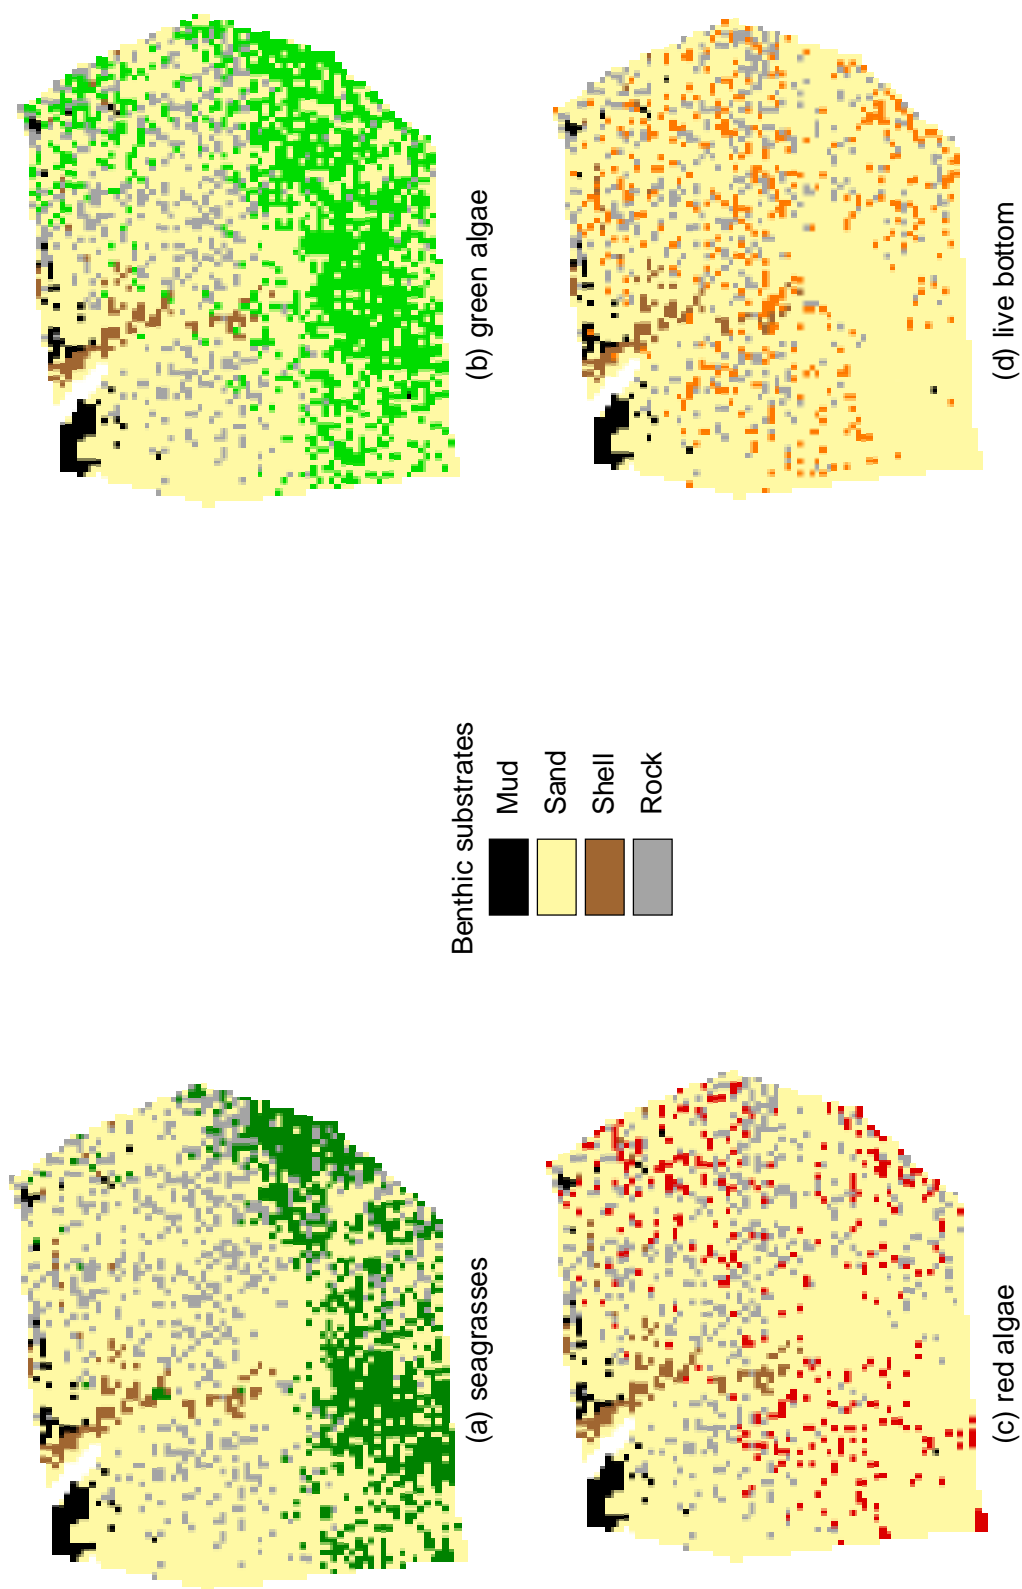 (a) seagrasses
(b) green algae
Benthic substrates
Mud
Sand
Shell
Rock
(c) red algae
(d) live bottom